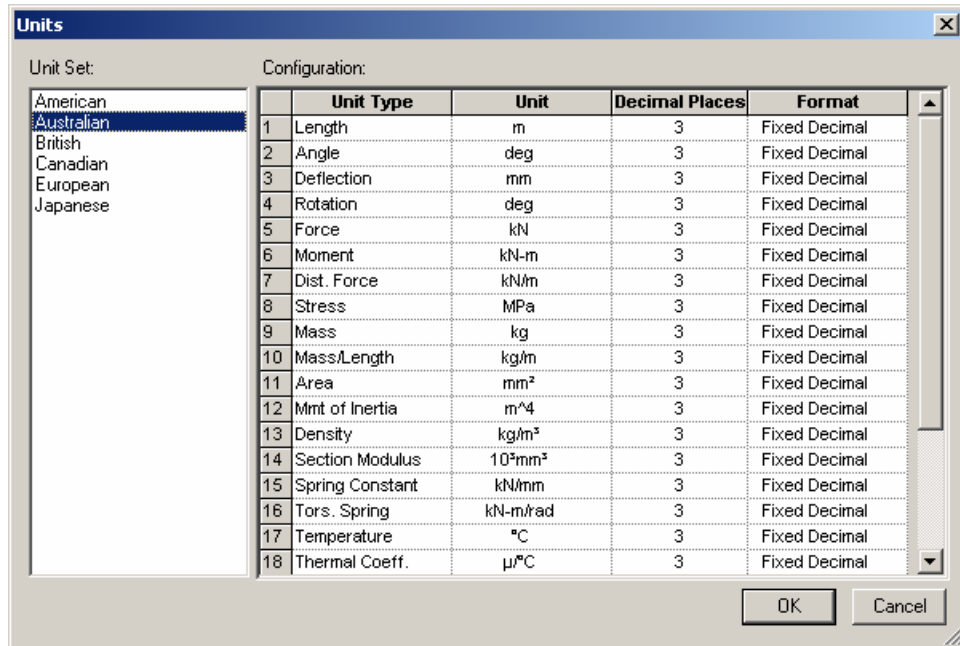 Units
Unit Set:
Configuration:
American
Australian
British
Canadian
European
Japanese
Unit Type Unit Decimal Places Format
1 Length m 3 Fixed Decimal
2 Angle deg 3 Fixed Decimal
3 Deflection mm 3 Fixed Decimal
4 Rotation deg 3 Fixed Decimal
5 Force kN 3 Fixed Decimal
6 Moment kN-m 3 Fixed Decimal
7 Dist. Force kN/m 3 Fixed Decimal
8 Stress MPa 3 Fixed Decimal
9 Mass kg 3 Fixed Decimal
10 Mass/Length kg/m 3 Fixed Decimal
11 Area mm² 3 Fixed Decimal
12 Mmt of Inertia m^4 3 Fixed Decimal
13 Density kg/m³ 3 Fixed Decimal
14 Section Modulus 10³mm³ 3 Fixed Decimal
15 Spring Constant kN/mm 3 Fixed Decimal
16 Tors. Spring kN-m/rad 3 Fixed Decimal
17 Temperature °C 3 Fixed Decimal
18 Thermal Coeff. µ/°C 3 Fixed Decimal
OK Cancel